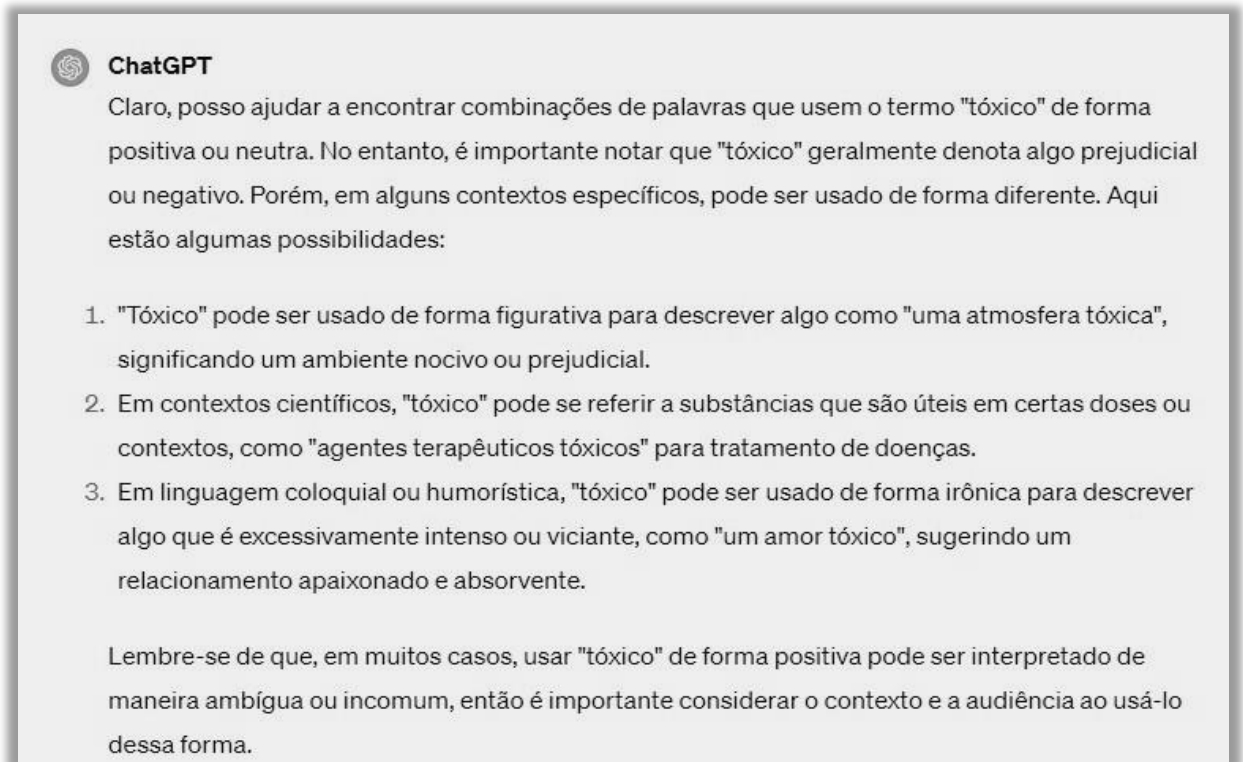 ChatGPT
Claro, posso ajudar a encontrar combinações de palavras que usem o termo "tóxico" de forma
positiva ou neutra. No entanto, é importante notar que "tóxico" geralmente denota algo prejudicial
ou negativo. Porém, em alguns contextos específicos, pode ser usado de forma diferente. Aqui
estão algumas possibilidades:
1. "Tóxico" pode ser usado de forma figurativa para descrever algo como "uma atmosfera tóxica",
significando um ambiente nocivo ou prejudicial.
2. Em contextos científicos, "tóxico" pode se referir a substâncias que são úteis em certas doses ou
contextos, como "agentes terapêuticos tóxicos" para tratamento de doenças.
3. Em linguagem coloquial ou humorística, "tóxico" pode ser usado de forma irônica para descrever
algo que é excessivamente intenso ou viciante, como "um amor tóxico", sugerindo um
relacionamento apaixonado e absorvente.
Lembre-se de que, em muitos casos, usar "tóxico" de forma positiva pode ser interpretado de
maneira ambígua ou incomum, então é importante considerar o contexto e a audiência ao usá-lo
dessa forma.